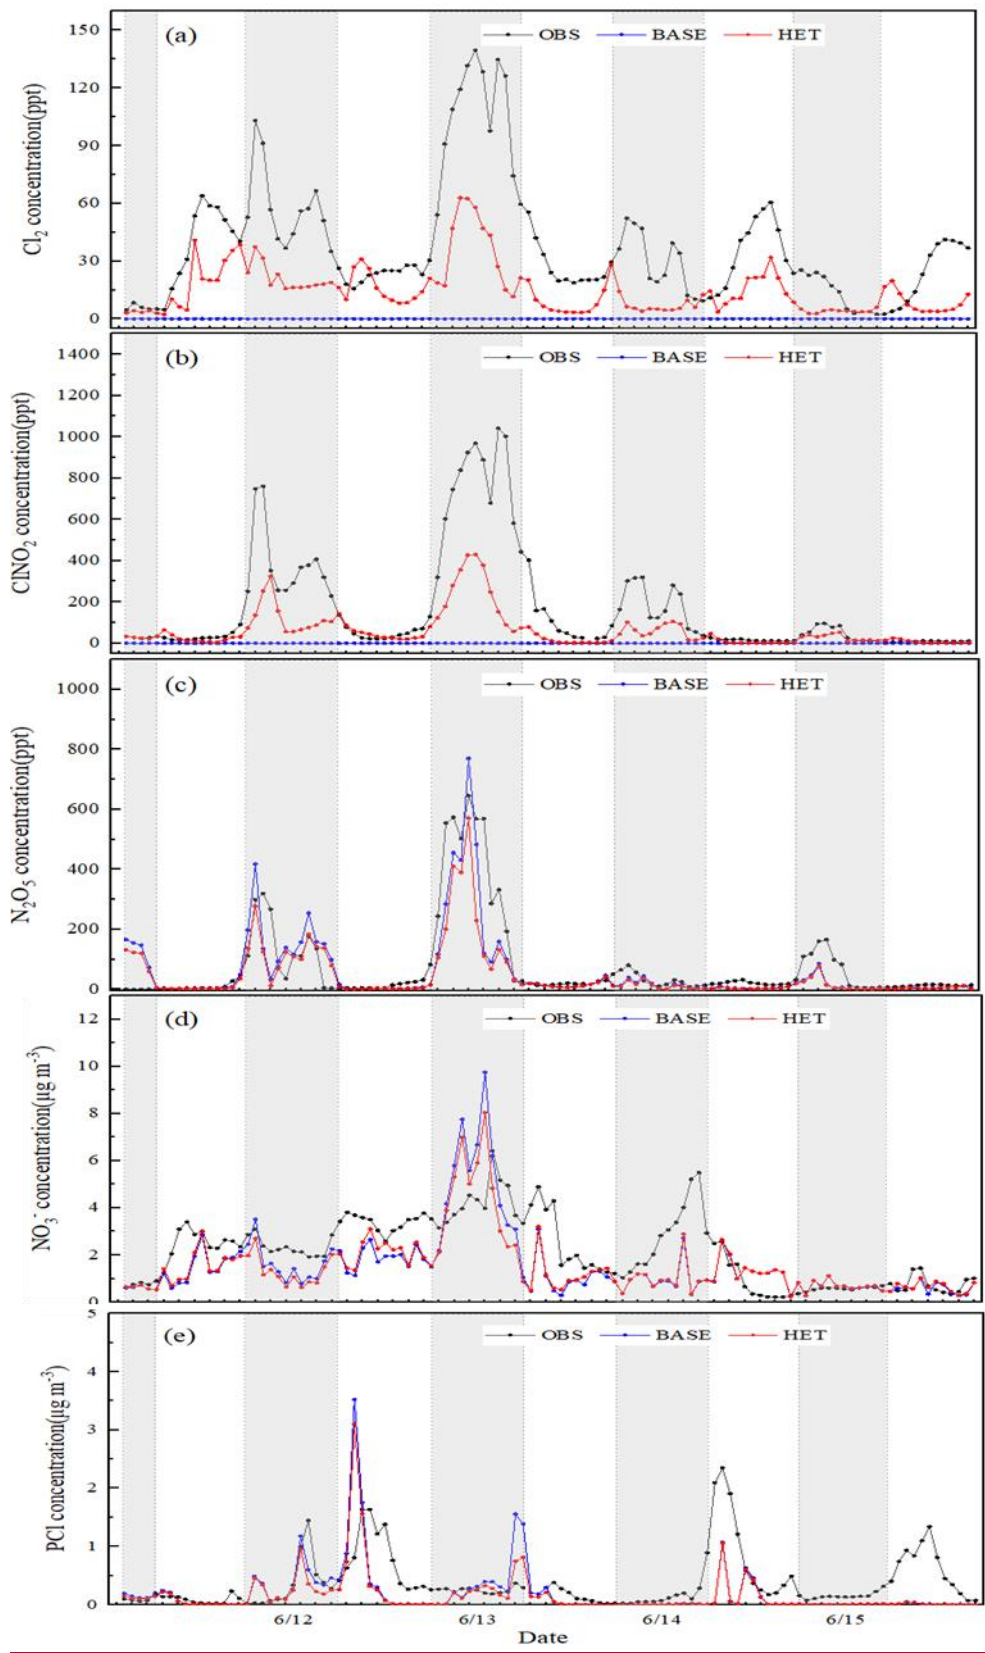 (a) OBS BASE HET
150
120
90
60
30
0
Cl2 concentration(ppt)
(b) OBS BASE HET
1400
1200
1000
800
600
400
200
0
ClNO2 concentration(ppt)
(c) OBS BASE HET
1000
800
600
400
200
0
N2O5 concentration(ppt)
(d) OBS BASE HET
12
10
8
6
4
2
0
NO3- concentration(μg m-3)
(e) OBS BASE HET
5
4
3
2
1
0
PCl concentration(μg m-3)
6/12 6/13 6/14 6/15
Date